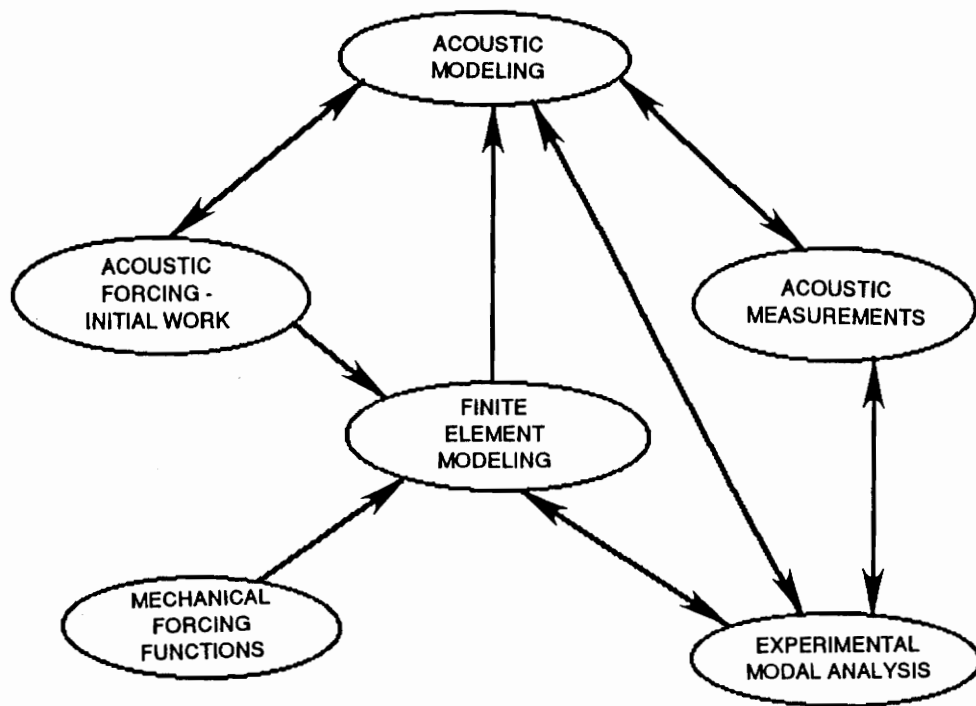 ACOUSTIC
MODELING
ACOUSTIC
FORCING -
INITIAL WORK
ACOUSTIC
MEASUREMENTS
FINITE
ELEMENT
MODELING
MECHANICAL
FORCING
FUNCTIONS
EXPERIMENTAL
MODAL ANALYSIS